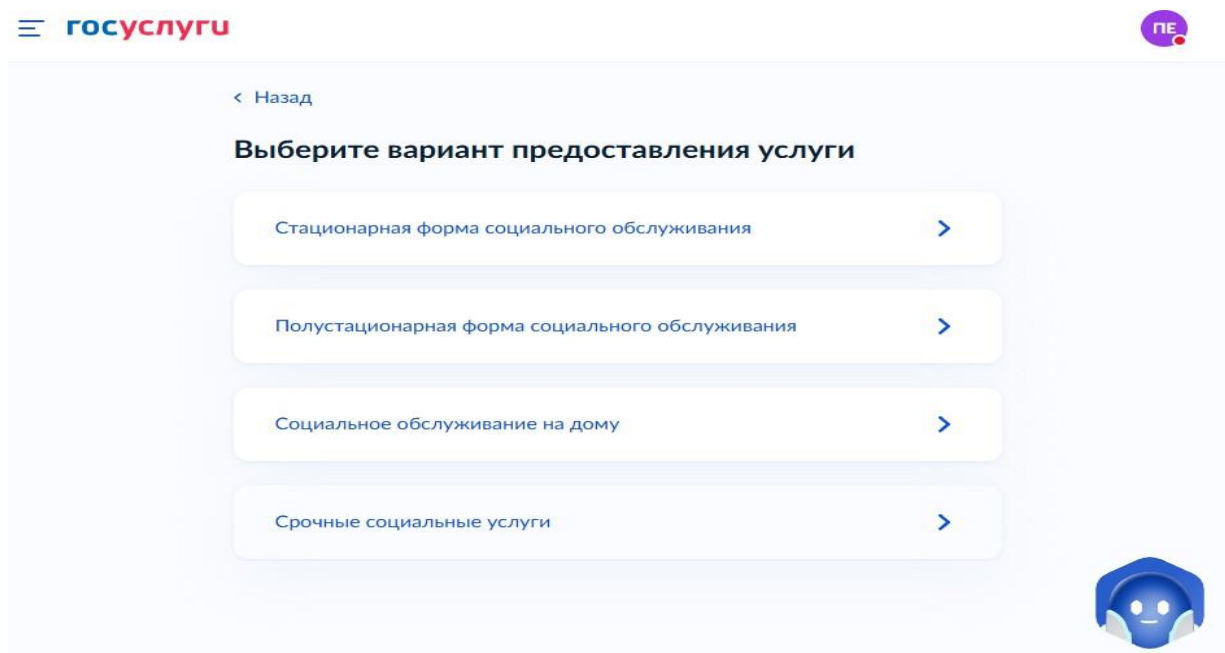 госуслуги
ПЕ
Назад
Выберите вариант предоставления услуги
Стационарная форма социального обслуживания
Полустационарная форма социального обслуживания
Социальное обслуживание на дому
Срочные социальные услуги